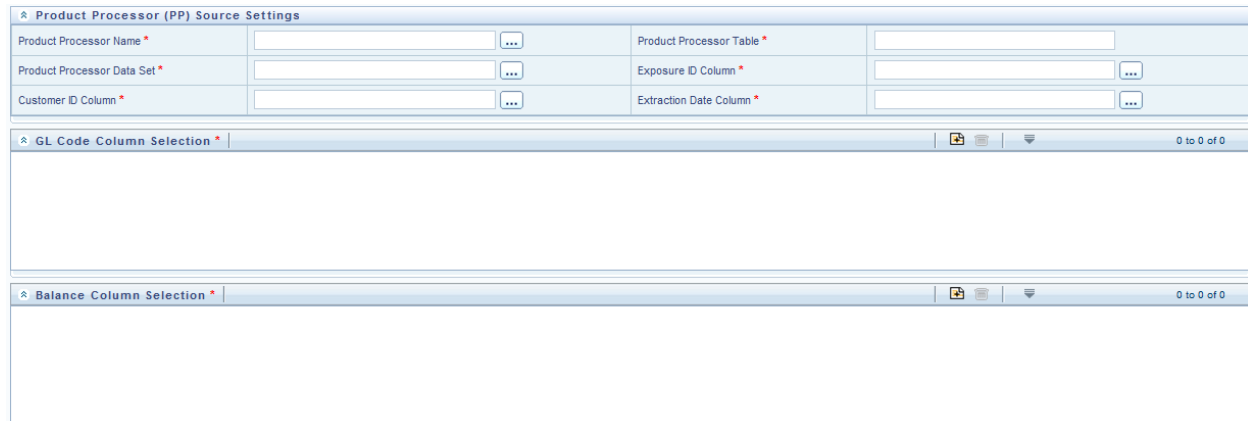 Product Processor (PP) Source Settings
Product Processor Name * ... Product Processor Table *
Product Processor Data Set * ... Exposure ID Column * ...
Customer ID Column * ... Extraction Date Column * ...
GL Code Column Selection * 0 to 0 of 0
Balance Column Selection * 0 to 0 of 0